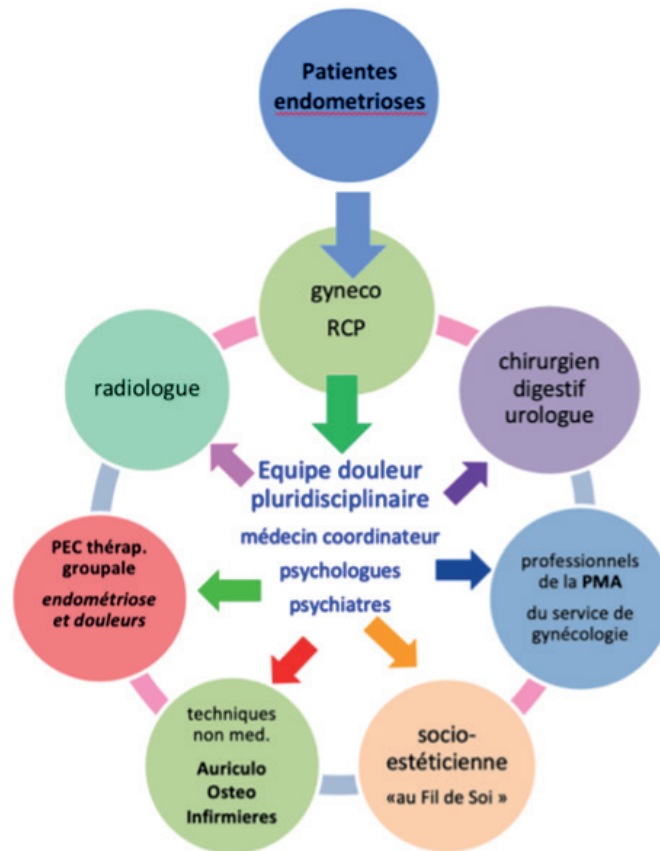 Patientes
endometrioses
gyneco
RCP
radiologue
chirurgien
digestif
urologue
Equipe douleur
pluridisciplinaire
médecin coordinateur
psychologues
psychiatres
PEC thérap.
groupale
endométriose
et douleurs
professionnels
de la PMA
du service de
gynécologie
techniques
non med.
Auriculo
Osteo
Infirmieres
socio-
estéticienne
«au Fil de Soi »